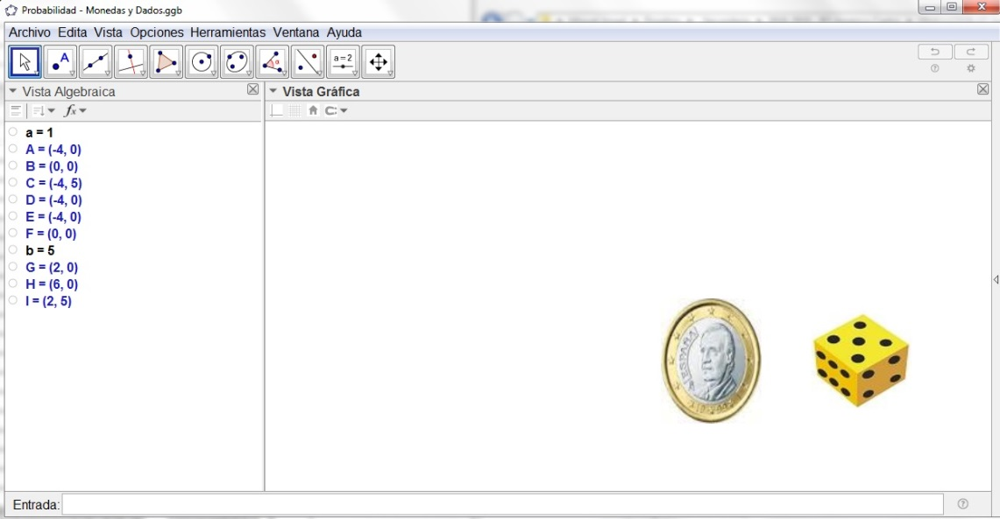 Probabilidad - Monedas y Dados.ggb
Archivo Edita Vista Opciones Herramientas Ventana Ayuda
A
α
a=2
Vista Algebraica
Vista Gráfica
fx
a = 1
A = (-4, 0)
B = (0, 0)
C = (-4, 5)
D = (-4, 0)
E = (-4, 0)
F = (0, 0)
b = 5
G = (2, 0)
H = (6, 0)
I = (2, 5)
ESPAÑA
Entrada: